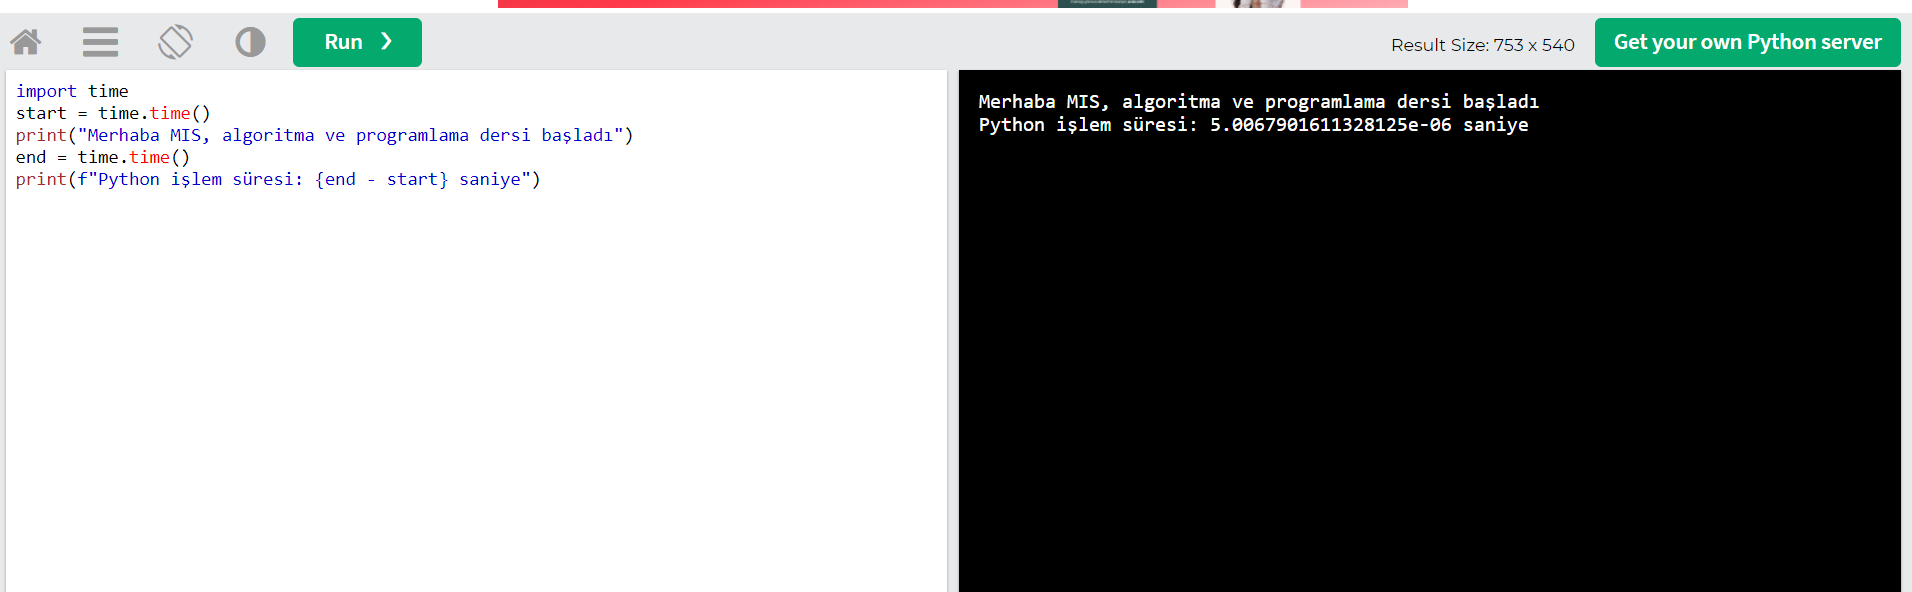 Run ❯
Result Size: 753 x 540
Get your own Python server
import time
start = time.time()
print("Merhaba MIS, algoritma ve programlama dersi başladı")
end = time.time()
print(f"Python işlem süresi: {end - start} saniye")
Merhaba MIS, algoritma ve programlama dersi başladı
Python işlem süresi: 5.0067901611328125e-06 saniye